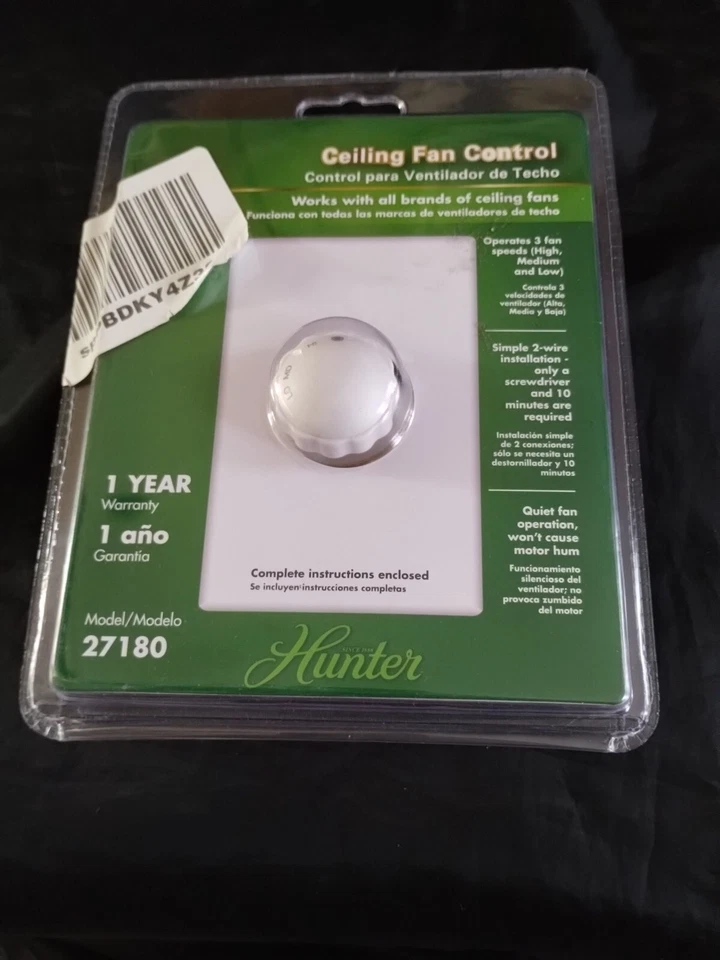 Ceiling Fan Control
Control para Ventilador de Techo
Works with all brands of ceiling fans
Funciona con todas las marcas de ventiladores de techo
Operates 3 fan
speeds (High,
Medium
and Low)
Controla 3
velocidades de
ventilador (Alta,
Media y Baja)
Simple 2-wire
installation -
only a
screwdriver
and 10
minutes are
required
Instalación simple
de 2 conexiones;
sólo se necesita un
destornillador y 10
minutos
Quiet fan
operation,
won't cause
motor hum
Funcionamiento
silencioso del
ventilador; no
provoca zumbido
del motor
LO MD HI
1 YEAR
Warranty
1 año
Garantía
Model/Modelo
27180
Complete instructions enclosed
Se incluyen instrucciones completas
Hunter